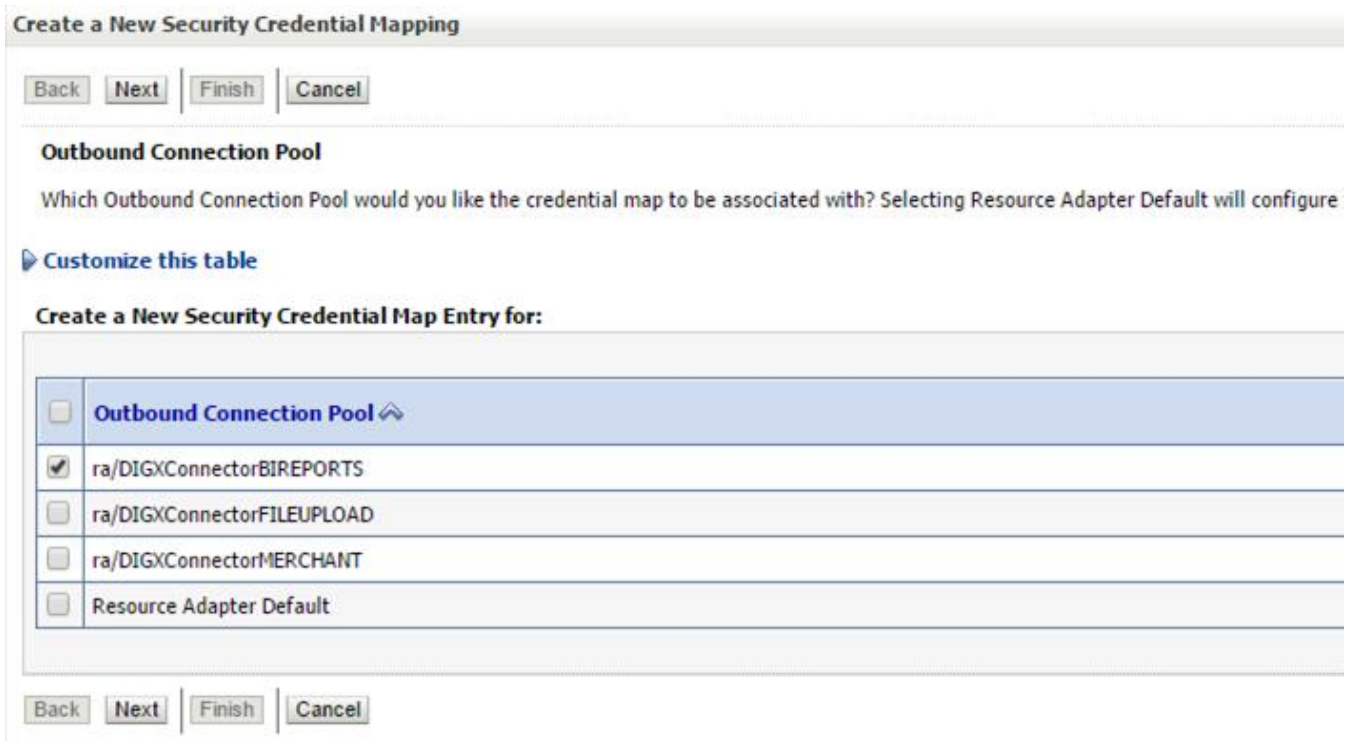 Create a New Security Credential Mapping
Back Next Finish Cancel
Outbound Connection Pool
Which Outbound Connection Pool would you like the credential map to be associated with? Selecting Resource Adapter Default will configure
Customize this table
Create a New Security Credential Map Entry for:
Outbound Connection Pool
ra/DIGXConnectorBIREPORTS
ra/DIGXConnectorFILEUPLOAD
ra/DIGXConnectorMERCHANT
Resource Adapter Default
Back Next Finish Cancel